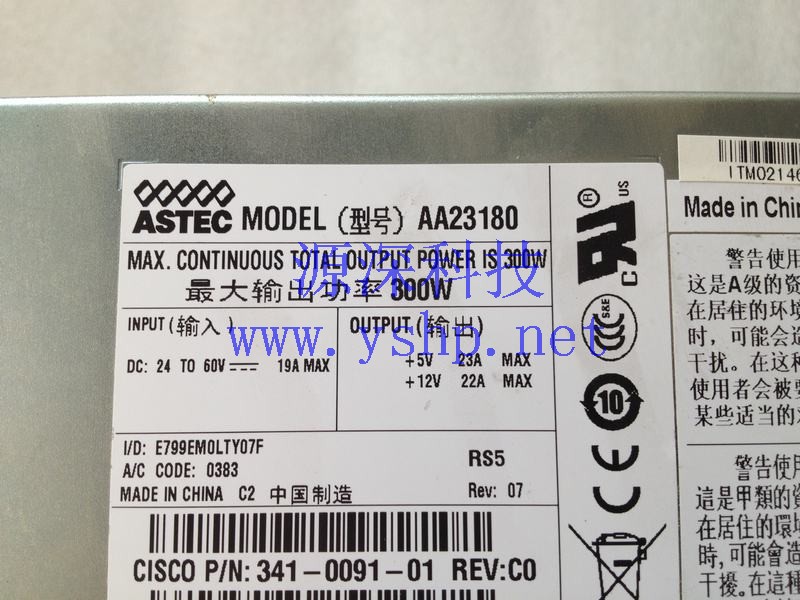 ASTEC MODEL (型号) AA23180
MAX. CONTINUOUS TOTAL OUTPUT POWER IS 300W
最大输出功率 300W
INPUT (输入)
DC: 24 TO 60V 19A MAX
OUTPUT (输出)
+5V 23A MAX
+12V 22A MAX
I/D: E799EM0LTY07F
A/C CODE: 0383
RS5
MADE IN CHINA C2 中国制造
Rev: 07
CISCO P/N: 341-0091-01 REV:C0
C US
S&E
10
CE
ITM02146
Made in Chin
警告使用
这是A级的资
在居住的环境
时，可能会造
干扰。在这种
使用者会被要
某些适当的
警告使用
這是甲類的資
在居住的環境
時,可能會造
干擾。在這種
源深科技
www.yshp.net